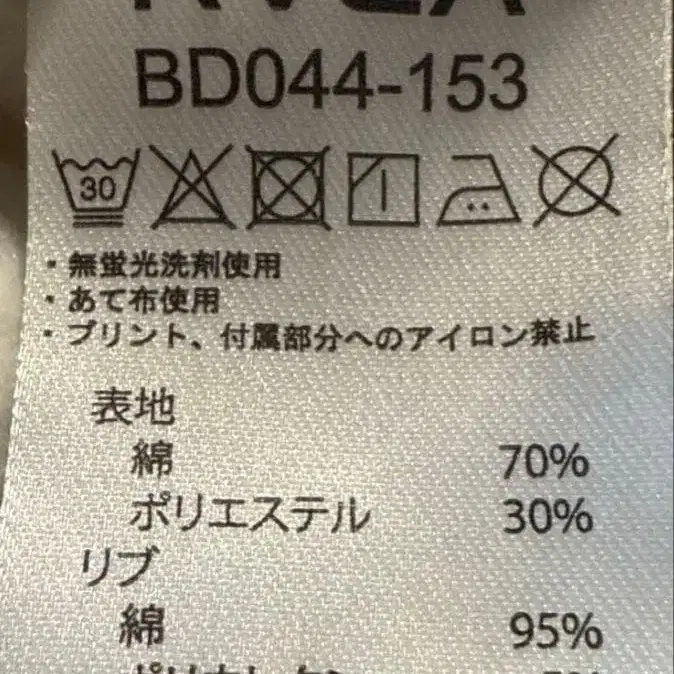 RVCA
BD044-153
30
・無蛍光洗剤使用
・あて布使用
・プリント、付属部分へのアイロン禁止
表地
綿 70%
ポリエステル 30%
リブ
綿 95%